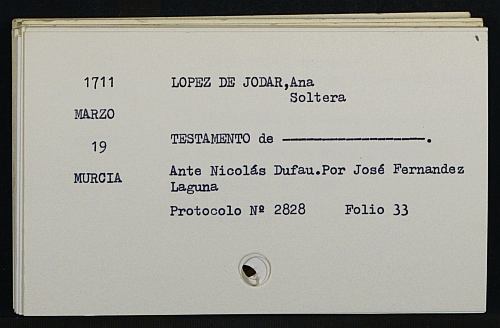 1711 LOPEZ DE JODAR,Ana
Soltera
MARZO
19 TESTAMENTO de ------------------.
MURCIA Ante Nicolás Dufau.Por José Fernandez
Laguna
Protocolo Nº 2828 Folio 33